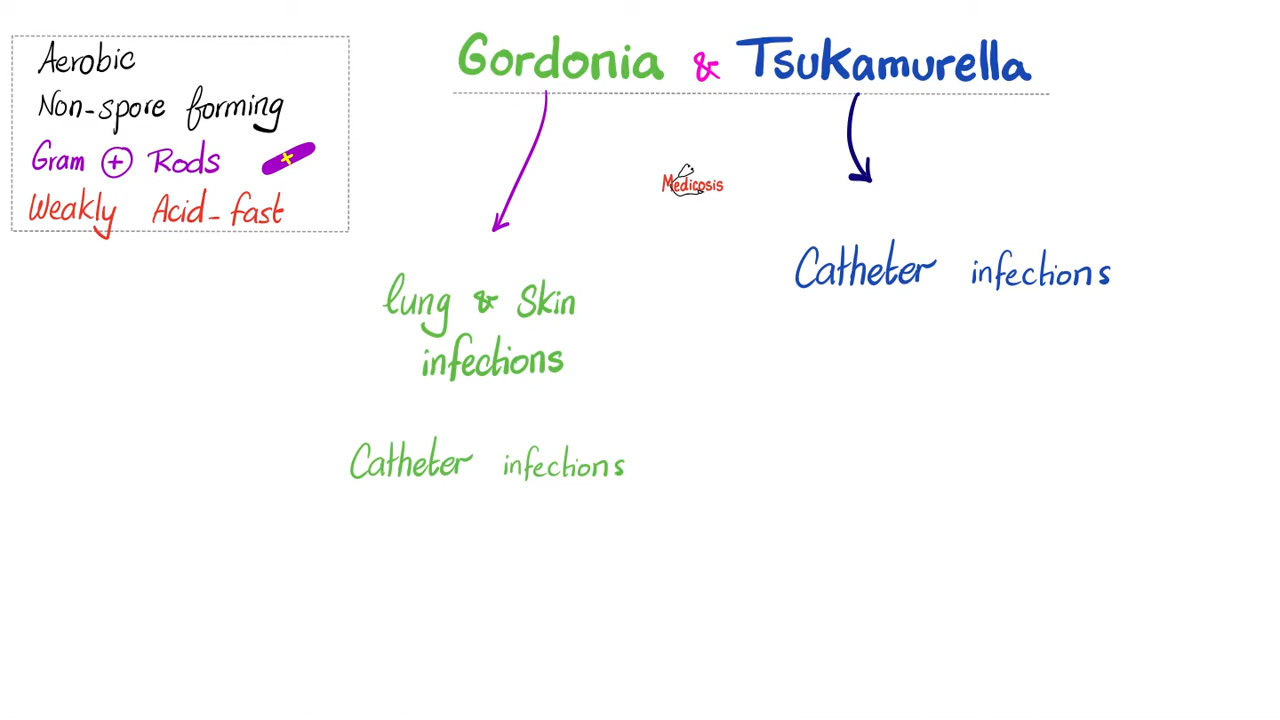 Aerobic
Non-spore forming
Gram + Rods +
Weakly Acid-fast
Gordonia & Tsukamurella
Medicosis
lung & Skin
infections
Catheter infections
Catheter infections